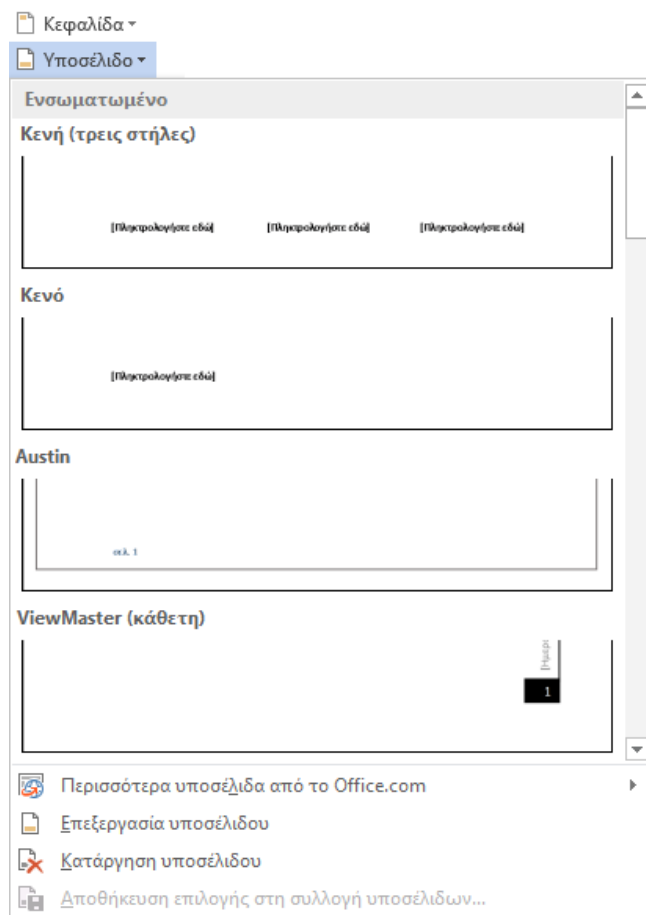 Κεφαλίδα
Υποσέλιδο
Ενσωματωμένο
Κενή (τρεις στήλες)
[Πληκτρολογήστε εδώ] [Πληκτρολογήστε εδώ] [Πληκτρολογήστε εδώ]
Κενό
[Πληκτρολογήστε εδώ]
Austin
σελ. 1
ViewMaster (κάθετη)
1
Περισσότερα υποσέλιδα από το Office.com
Επεξεργασία υποσέλιδου
Κατάργηση υποσέλιδου
Αποθήκευση επιλογής στη συλλογή υποσέλιδων...